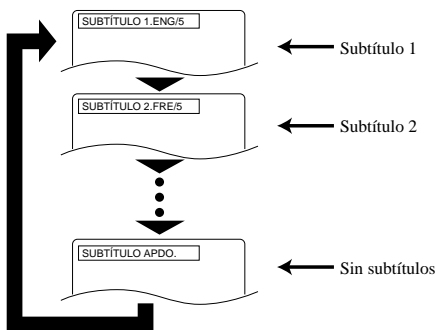 SUBTÍTULO 1.ENG/5
Subtítulo 1
SUBTÍTULO 2.FRE/5
Subtítulo 2
SUBTÍTULO APDO.
Sin subtítulos